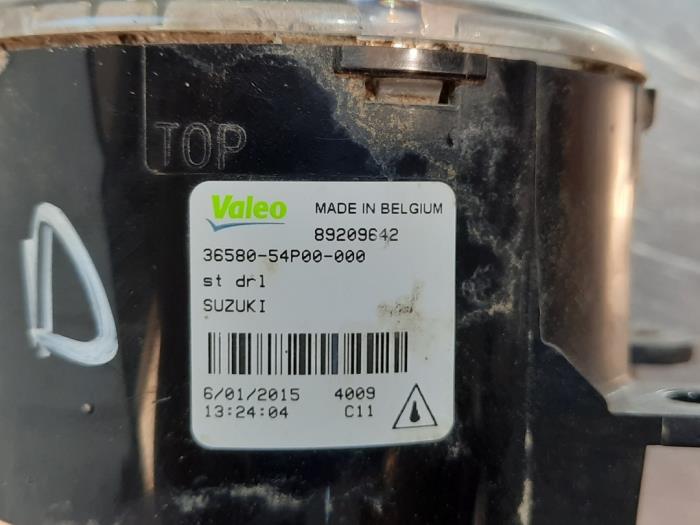 TOP
Valeo MADE IN BELGIUM
89209642
36580-54P00-000
st drl
SUZUKI
6/01/2015 4009
13:24:04 C11
D